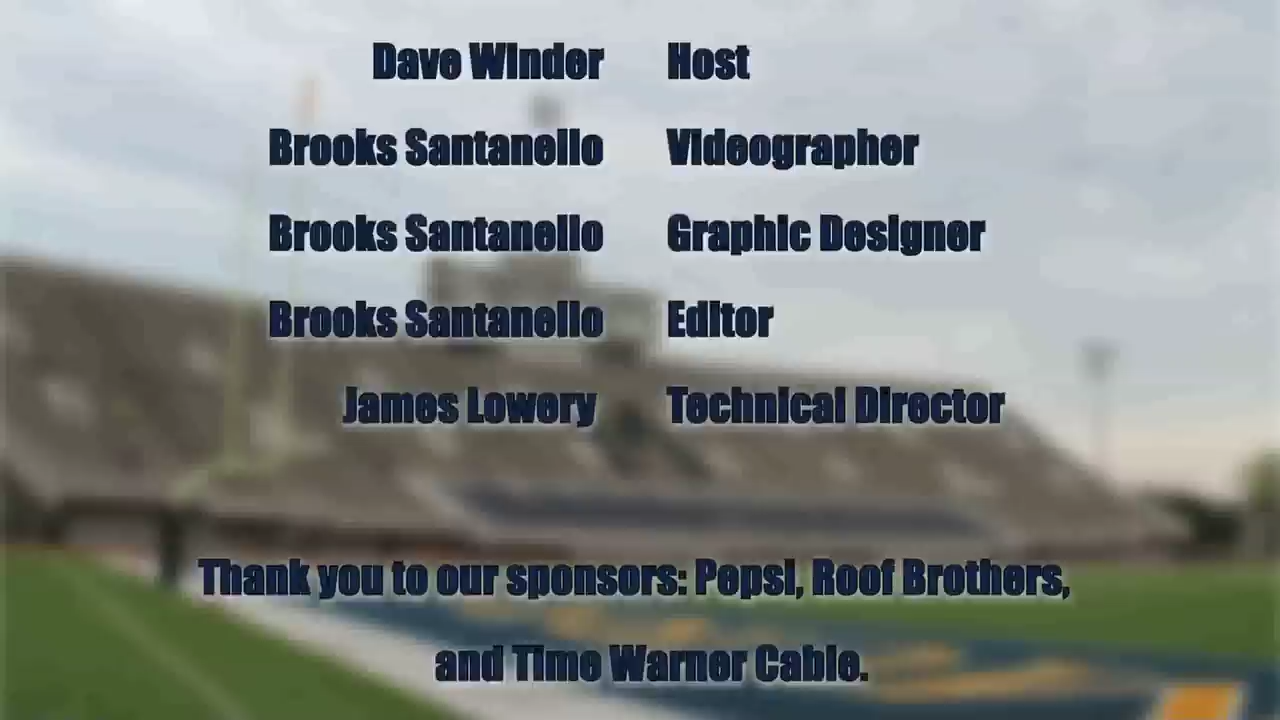 Dave Winder Host
Brooks Santanello Videographer
Brooks Santanello Graphic Designer
Brooks Santanello Editor
James Lowery Technical Director
Thank you to our sponsors: Pepsi, Roof Brothers,
and Time Warner Cable.